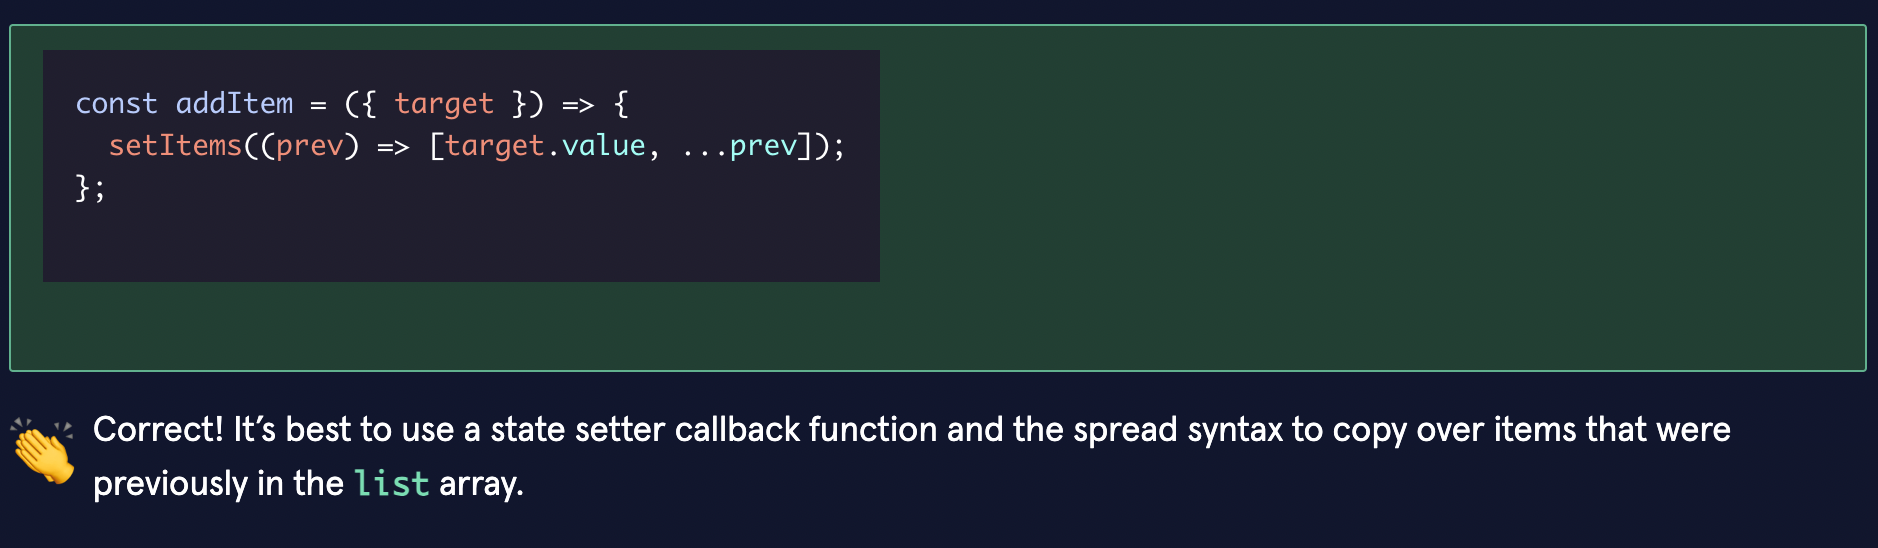 const addItem = ({ target }) => {
  setItems((prev) => [target.value, ...prev]);
};
Correct! It’s best to use a state setter callback function and the spread syntax to copy over items that were
previously in the list array.